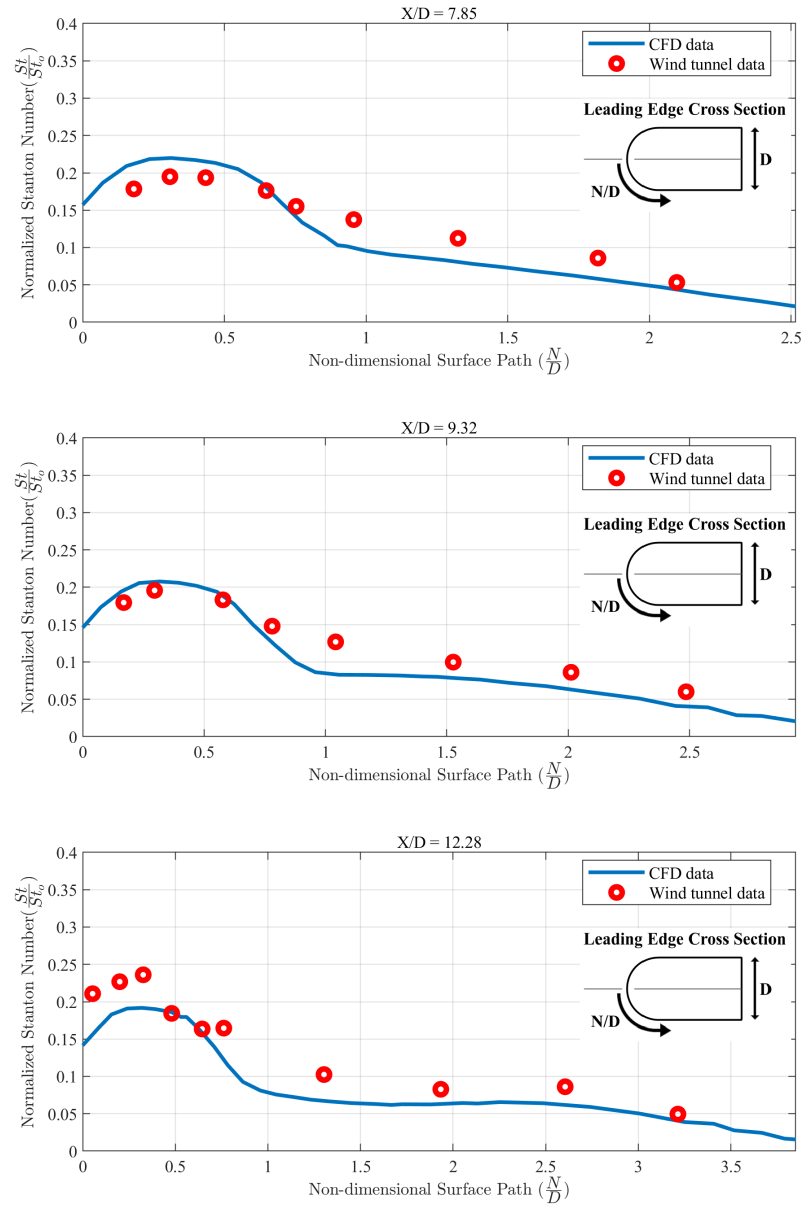 X/D = 7.85
Normalized Stanton Number(St/St_o)
0.4
0.35
0.3
0.25
0.2
0.15
0.1
0.05
0
CFD data
Wind tunnel data
Leading Edge Cross Section
D
N/D
0 0.5 1 1.5 2 2.5
Non-dimensional Surface Path (N/D)
X/D = 9.32
Normalized Stanton Number(St/St_o)
0.4
0.35
0.3
0.25
0.2
0.15
0.1
0.05
0
CFD data
Wind tunnel data
Leading Edge Cross Section
D
N/D
0 0.5 1 1.5 2 2.5
Non-dimensional Surface Path (N/D)
X/D = 12.28
Normalized Stanton Number(St/St_o)
0.4
0.35
0.3
0.25
0.2
0.15
0.1
0.05
0
CFD data
Wind tunnel data
Leading Edge Cross Section
D
N/D
0 0.5 1 1.5 2 2.5 3 3.5
Non-dimensional Surface Path (N/D)